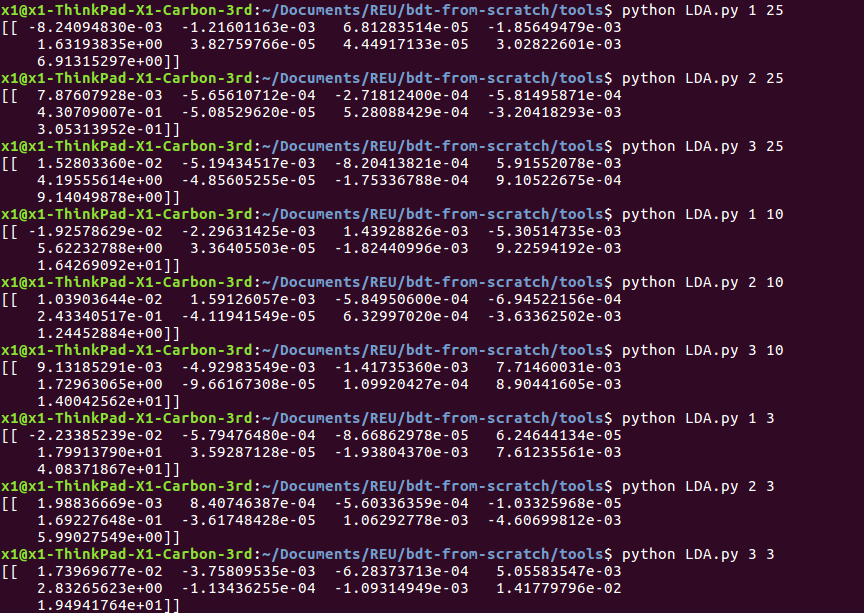 x1@x1-ThinkPad-X1-Carbon-3rd:~/Documents/REU/bdt-from-scratch/tools$ python LDA.py 1 25
[[ -8.24094830e-03  -1.21601163e-03   6.81283514e-05  -1.85649479e-03
    1.63193835e+00   3.82759766e-05   4.44917133e-05   3.02822601e-03
    6.91315297e+00]]
x1@x1-ThinkPad-X1-Carbon-3rd:~/Documents/REU/bdt-from-scratch/tools$ python LDA.py 2 25
[[  7.87607928e-03  -5.65610712e-04  -2.71812400e-04  -5.81495871e-04
    4.30709007e-01  -5.08529620e-05   5.28088429e-04  -3.20418293e-03
    3.05313952e-01]]
x1@x1-ThinkPad-X1-Carbon-3rd:~/Documents/REU/bdt-from-scratch/tools$ python LDA.py 3 25
[[  1.52803360e-02  -5.19434517e-03  -8.20413821e-04   5.91552078e-03
    4.19555614e+00  -4.85605255e-05  -1.75336788e-04   9.10522675e-04
    9.14049878e+00]]
x1@x1-ThinkPad-X1-Carbon-3rd:~/Documents/REU/bdt-from-scratch/tools$ python LDA.py 1 10
[[ -1.92578629e-02  -2.29631425e-03   1.43928826e-03  -5.30514735e-03
    5.62232788e+00   3.36405503e-05  -1.82440996e-03   9.22594192e-03
    1.64269092e+01]]
x1@x1-ThinkPad-X1-Carbon-3rd:~/Documents/REU/bdt-from-scratch/tools$ python LDA.py 2 10
[[  1.03903644e-02   1.59126057e-03  -5.84950600e-04  -6.94522156e-04
    2.43340517e-01  -4.11941549e-05   6.32997020e-04  -3.63362502e-03
    1.24452884e+00]]
x1@x1-ThinkPad-X1-Carbon-3rd:~/Documents/REU/bdt-from-scratch/tools$ python LDA.py 3 10
[[  9.13185291e-03  -4.92983549e-03  -1.41735360e-03   7.71460031e-03
    1.72963065e+00  -9.66167308e-05   1.09920427e-04   8.90441605e-03
    1.40042562e+01]]
x1@x1-ThinkPad-X1-Carbon-3rd:~/Documents/REU/bdt-from-scratch/tools$ python LDA.py 1 3
[[ -2.23385239e-02  -5.79476480e-04  -8.66862978e-05   6.24644134e-05
    1.79913790e+01   3.59287128e-05  -1.93804370e-03   7.61235561e-03
    4.08371867e+01]]
x1@x1-ThinkPad-X1-Carbon-3rd:~/Documents/REU/bdt-from-scratch/tools$ python LDA.py 2 3
[[  1.98836669e-03   8.40746387e-04  -5.60336359e-04  -1.03325968e-05
    1.69227648e-01  -3.61748428e-05   1.06292778e-03  -4.60699812e-03
    5.99027549e+00]]
x1@x1-ThinkPad-X1-Carbon-3rd:~/Documents/REU/bdt-from-scratch/tools$ python LDA.py 3 3
[[  1.73969677e-02  -3.75809535e-03  -6.28373713e-04   5.05583547e-03
    2.83265623e+00  -1.13436255e-04  -1.09314949e-03   1.41779796e-02
    1.94941764e+01]]